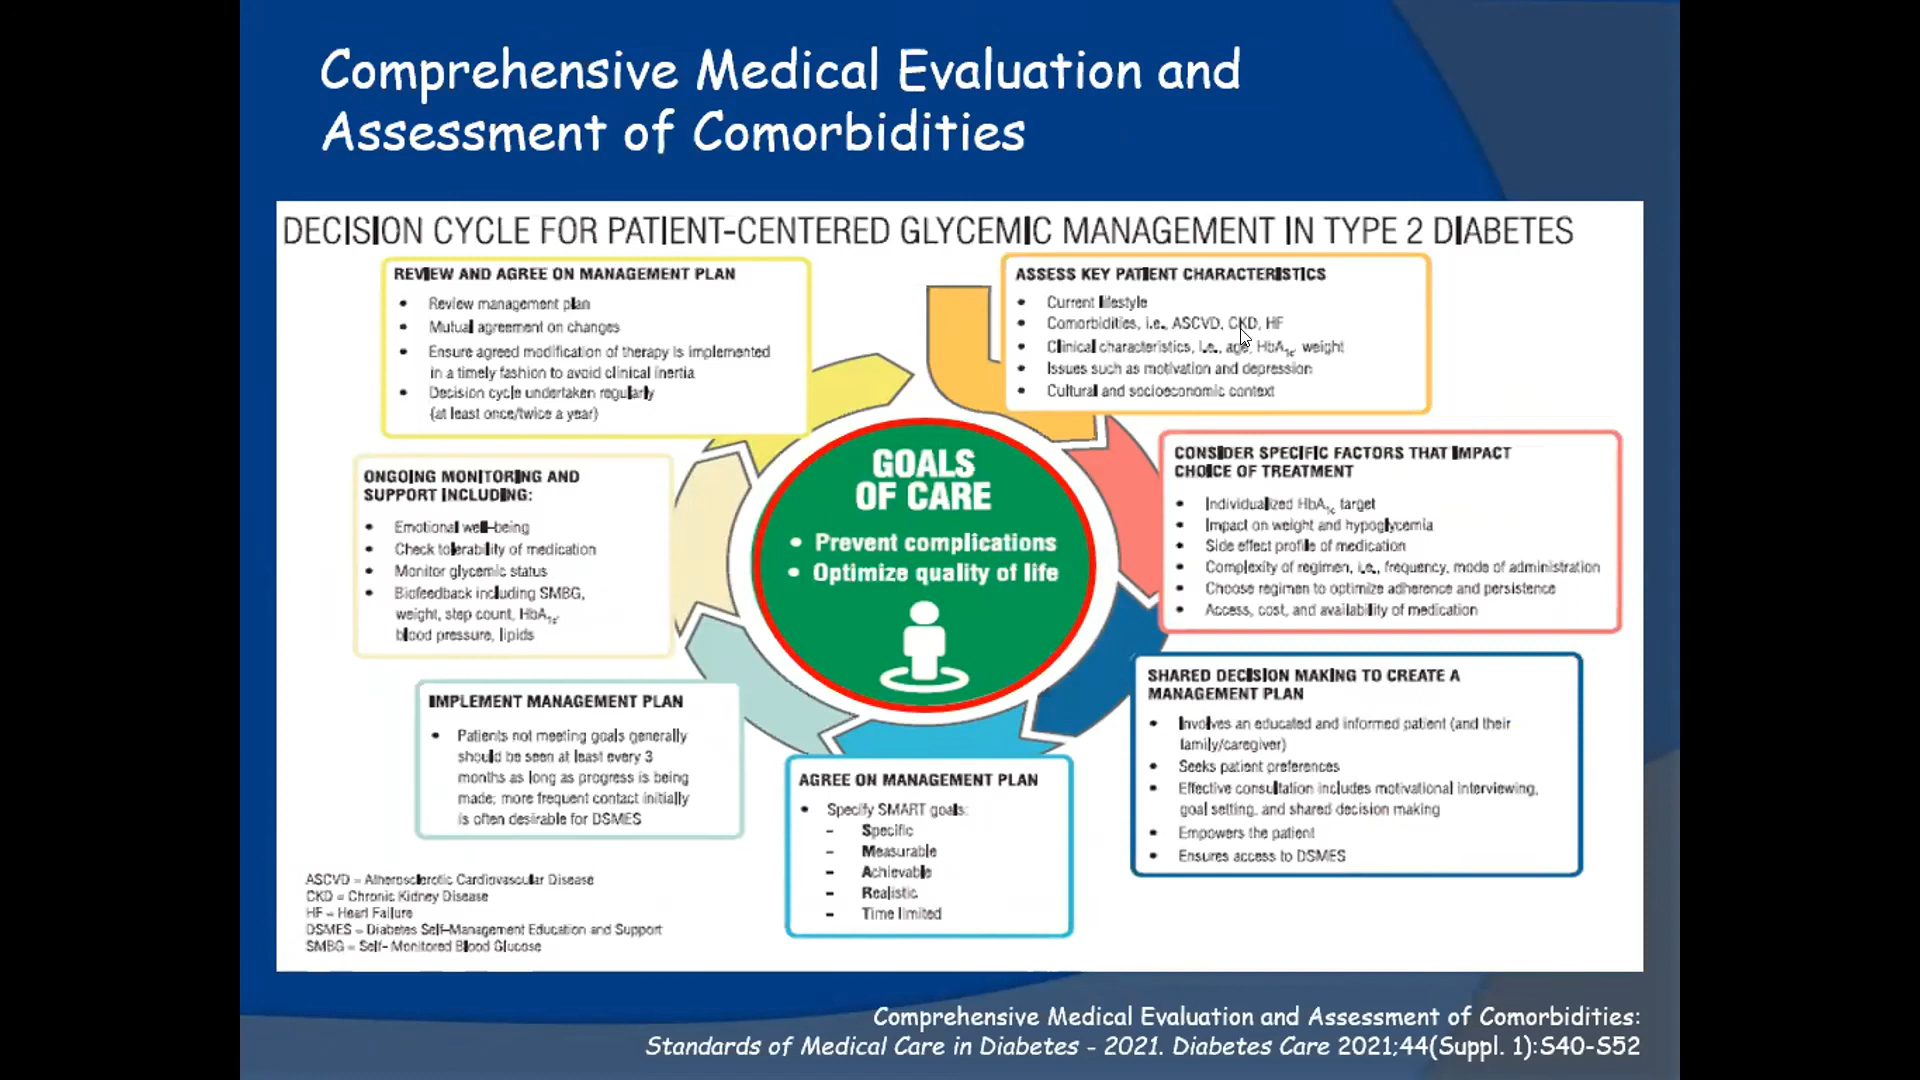 Comprehensive Medical Evaluation and
Assessment of Comorbidities
DECISION CYCLE FOR PATIENT-CENTERED GLYCEMIC MANAGEMENT IN TYPE 2 DIABETES
REVIEW AND AGREE ON MANAGEMENT PLAN
• Review management plan
• Mutual agreement on changes
• Ensure agreed modification of therapy is implemented
in a timely fashion to avoid clinical inertia
• Decision cycle undertaken regularly
(at least once/twice a year)
ASSESS KEY PATIENT CHARACTERISTICS
• Current lifestyle
• Comorbidities, i.e., ASCVD, CKD, HF
• Clinical characteristics, i.e., age, HbA1c, weight
• Issues such as motivation and depression
• Cultural and socioeconomic context
CONSIDER SPECIFIC FACTORS THAT IMPACT
CHOICE OF TREATMENT
• Individualized HbA1c target
• Impact on weight and hypoglycemia
• Side effect profile of medication
• Complexity of regimen, i.e., frequency, mode of administration
• Choose regimen to optimize adherence and persistence
• Access, cost, and availability of medication
SHARED DECISION MAKING TO CREATE A
MANAGEMENT PLAN
• Involves an educated and informed patient (and their
family/caregiver)
• Seeks patient preferences
• Effective consultation includes motivational interviewing,
goal setting, and shared decision making
• Empowers the patient
• Ensures access to DSMES
AGREE ON MANAGEMENT PLAN
• Specify SMART goals:
- Specific
- Measurable
- Achievable
- Realistic
- Time limited
IMPLEMENT MANAGEMENT PLAN
• Patients not meeting goals generally
should be seen at least every 3
months as long as progress is being
made; more frequent contact initially
is often desirable for DSMES
ONGOING MONITORING AND
SUPPORT INCLUDING:
• Emotional well-being
• Check tolerability of medication
• Monitor glycemic status
• Biofeedback including SMBG,
weight, step count, HbA1c,
blood pressure, lipids
GOALS
OF CARE
• Prevent complications
• Optimize quality of life
ASCVD = Atherosclerotic Cardiovascular Disease
CKD = Chronic Kidney Disease
HF = Heart Failure
DSMES = Diabetes Self-Management Education and Support
SMBG = Self- Monitored Blood Glucose
Comprehensive Medical Evaluation and Assessment of Comorbidities:
Standards of Medical Care in Diabetes - 2021. Diabetes Care 2021;44(Suppl. 1):S40-S52